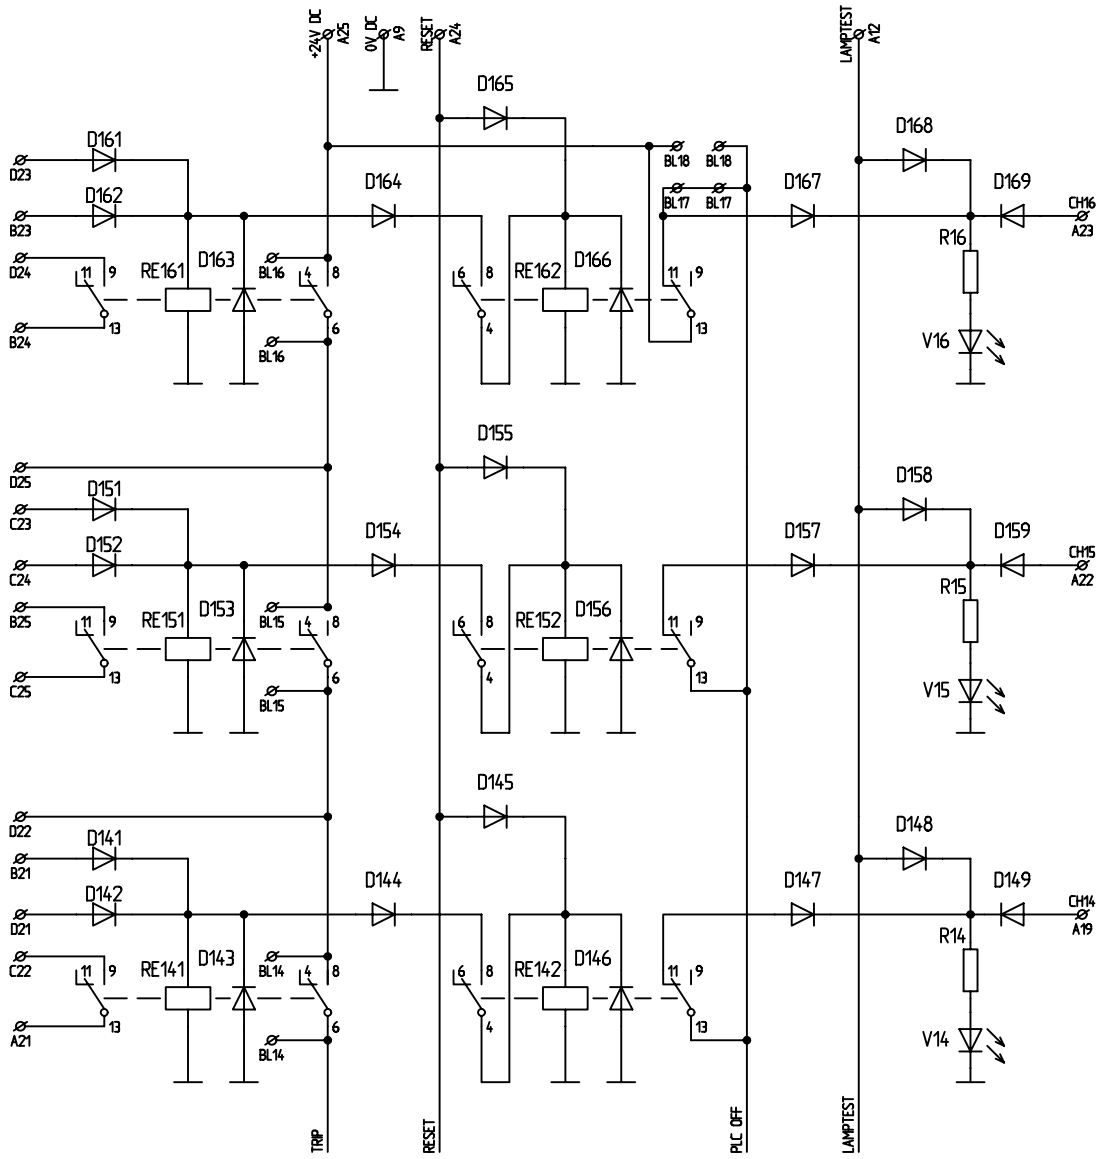 +24V DC
A25
0V DC
A9
RESET
A24
LAMPTEST
A12
D165
D161
D168
D23
BL18
BL18
D162
D164
D167
D169
B23
BL17
BL17
CH16
A23
D24
11
9
RE161
D163
BL16
4
8
6
8
RE162
D166
11
9
R16
B24
13
BL16
6
4
13
V16
D155
D25
D151
D158
C23
D152
D154
D157
D159
C24
CH15
A22
B25
11
9
RE151
D153
BL15
4
8
6
8
RE152
D156
11
9
R15
C25
13
BL15
6
4
13
V15
D145
D22
D141
D148
B21
D142
D144
D147
D149
D21
CH14
A19
C22
11
9
RE141
D143
BL14
4
8
6
8
RE142
D146
11
9
R14
A21
13
BL14
6
4
13
V14
TRIP
RESET
PLC OFF
LAMPTEST